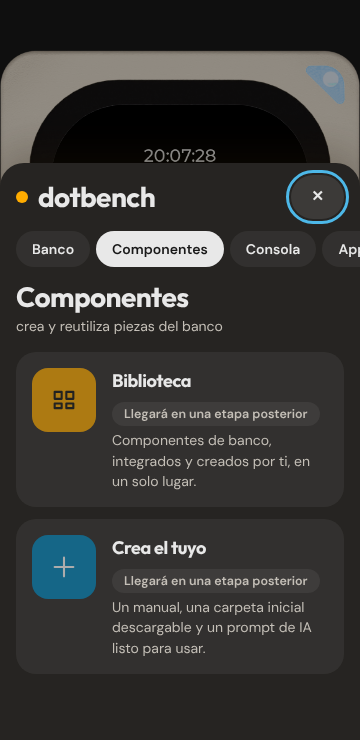 20:07:28
dotbench
×
Banco
Componentes
Consola
App
Componentes
crea y reutiliza piezas del banco
Biblioteca
Llegará en una etapa posterior
Componentes de banco,
integrados y creados por ti, en
un solo lugar.
Crea el tuyo
Llegará en una etapa posterior
Un manual, una carpeta inicial
descargable y un prompt de IA
listo para usar.